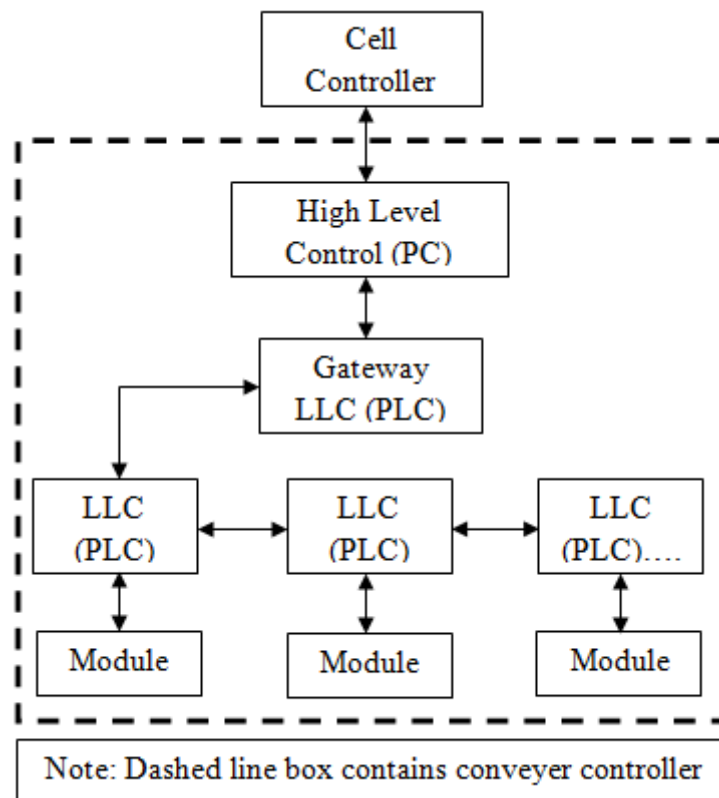 Cell
Controller
High Level
Control (PC)
Gateway
LLC (PLC)
LLC
(PLC)
LLC
(PLC)
LLC
(PLC)....
Module
Module
Module
Note: Dashed line box contains conveyer controller